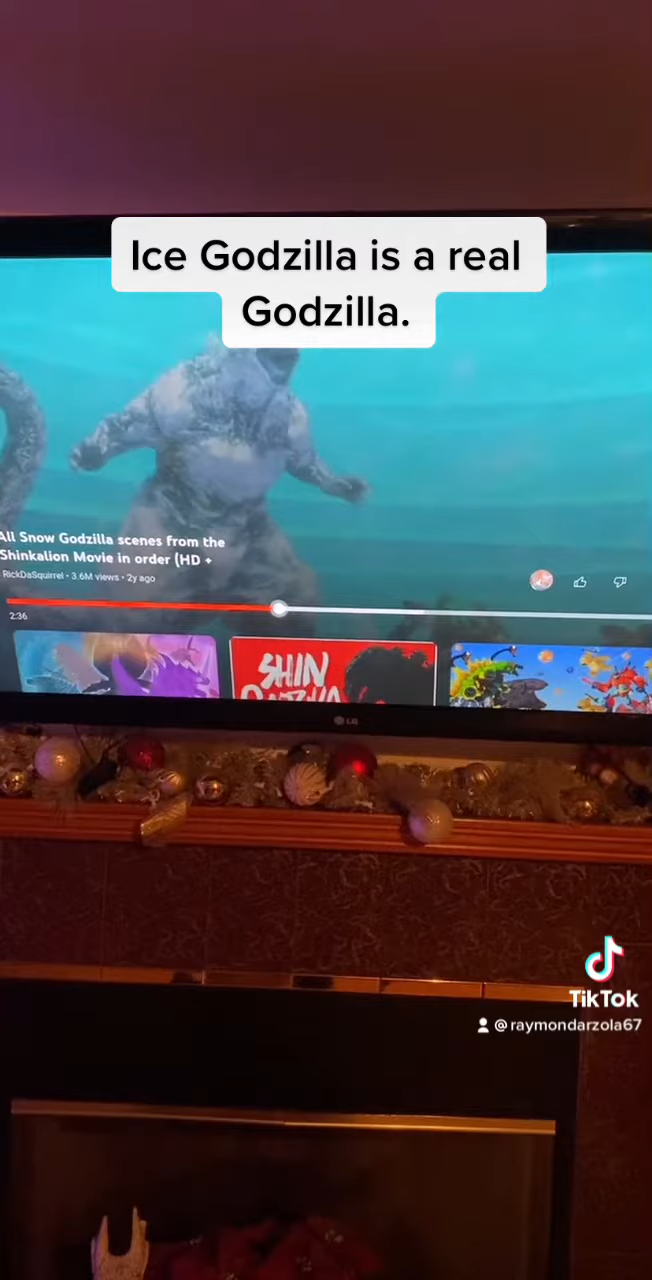 Ice Godzilla is a real
Godzilla.
All Snow Godzilla scenes from the
Shinkalion Movie in order (HD +
RickDaSquirrel • 3.6M views • 2y ago
2:36
SHIN
GODZILLA
LG
TikTok
@raymondarzola67